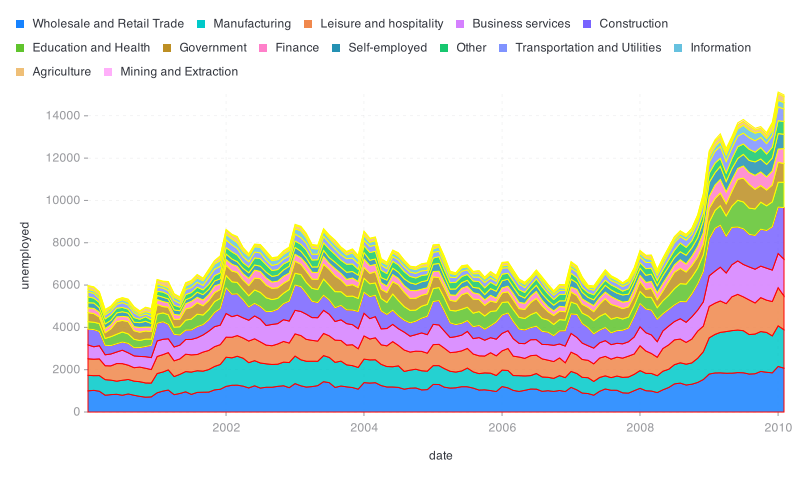 Wholesale and Retail Trade Manufacturing Leisure and hospitality Business services Construction
Education and Health Government Finance Self-employed Other Transportation and Utilities Information
Agriculture Mining and Extraction
14000
12000
10000
8000
6000
4000
2000
0
unemployed
2002 2004 2006 2008 2010
date